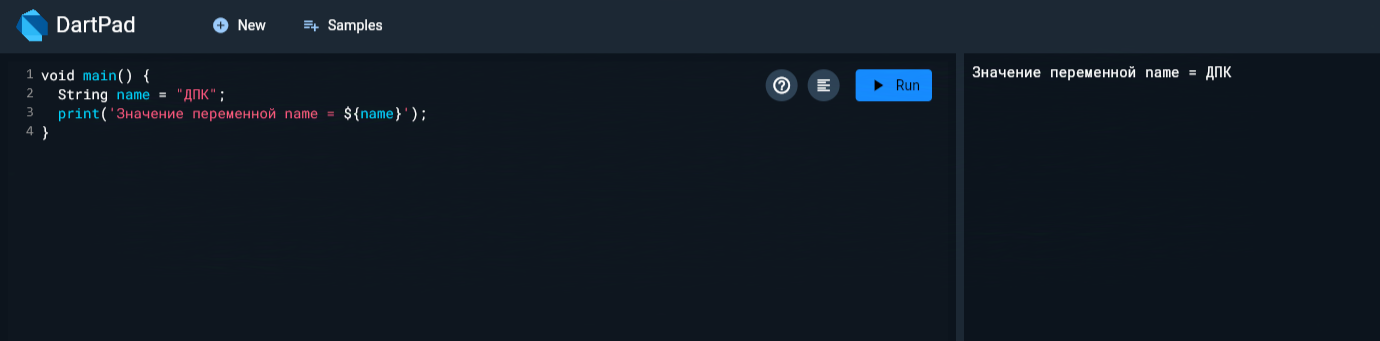 DartPad New Samples
1 void main() {
2 String name = "ДПК";
3 print('Значение переменной name = ${name}');
4 }
Run
Значение переменной name = ДПК